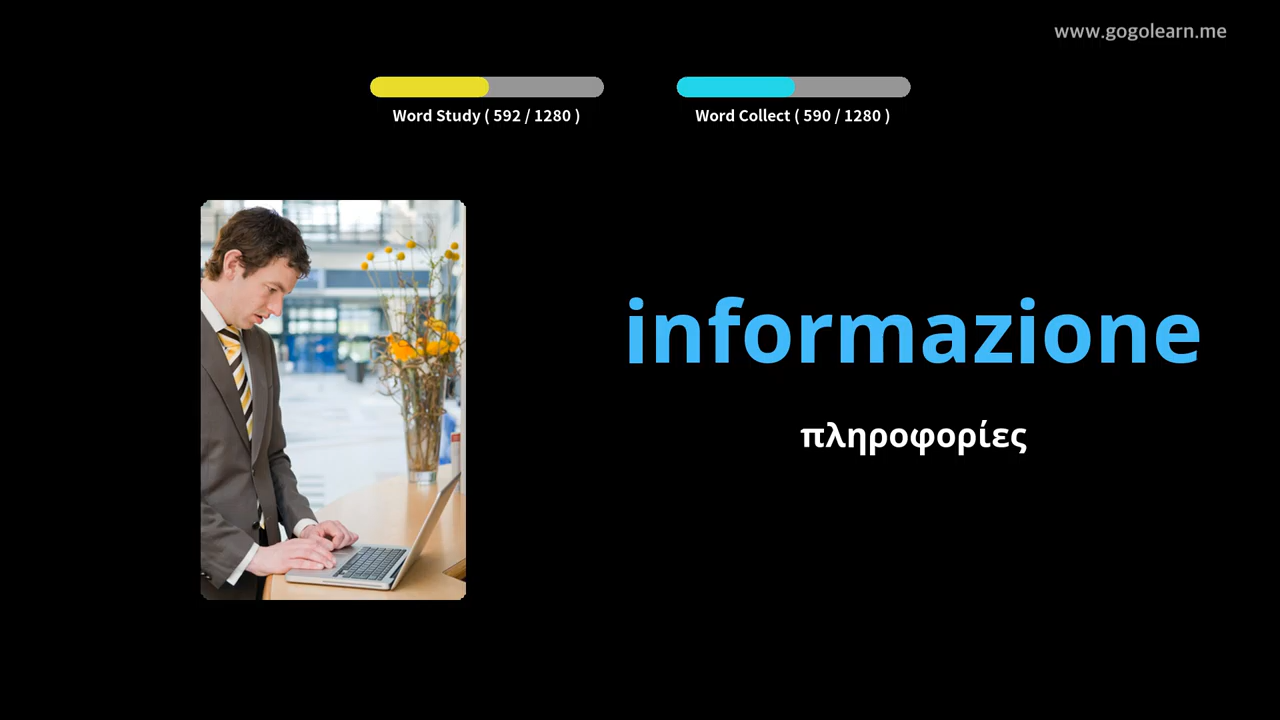 www.gogolearn.me
Word Study ( 592 / 1280 )
Word Collect ( 590 / 1280 )
informazione
πληροφορίες